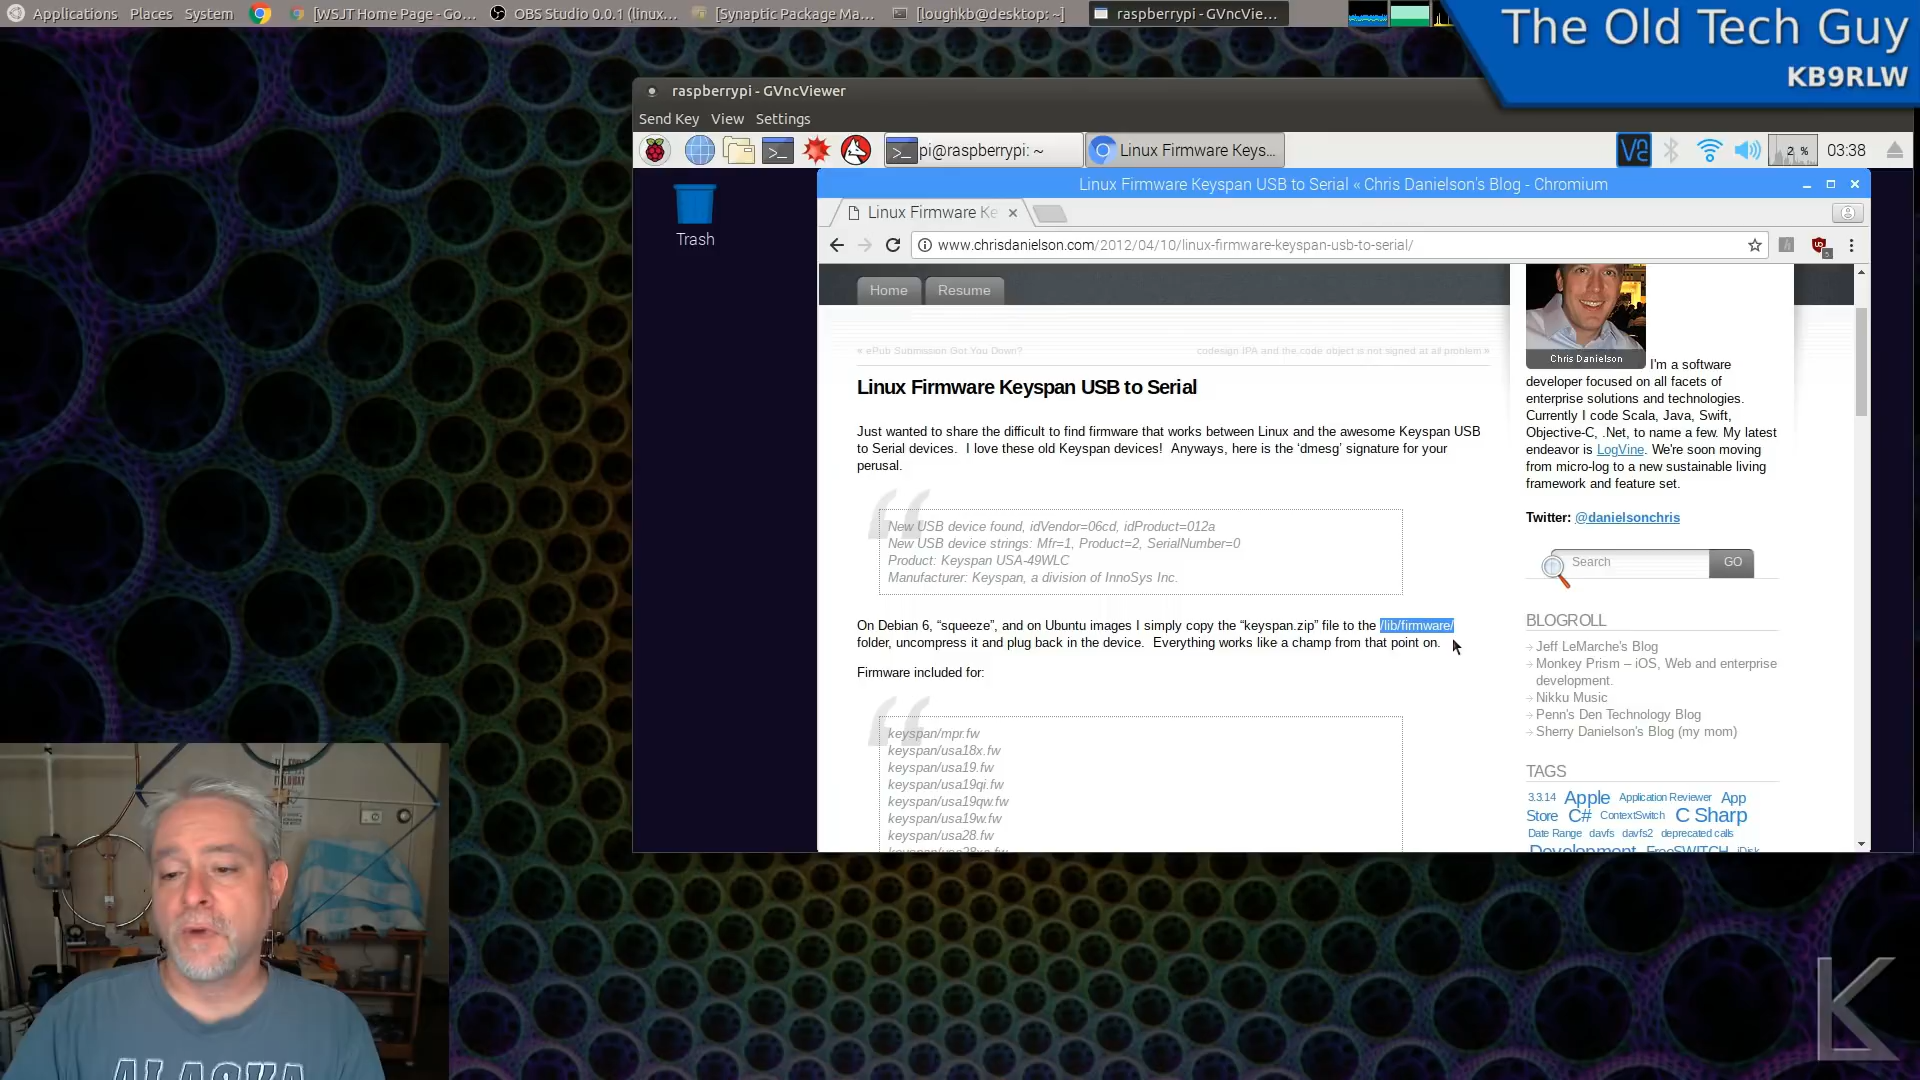 Applications Places System [WSJT Home Page - Go... OBS Studio 0.0.1 (linux... [Synaptic Package Ma... [loughkb@desktop: ~] raspberrypi - GVncVie...
The Old Tech Guy
KB9RLW
raspberrypi - GVncViewer
Send Key View Settings
pi@raspberrypi: ~ Linux Firmware Keys... 2 % 03:38
Trash
Linux Firmware Keyspan USB to Serial « Chris Danielson's Blog - Chromium
Linux Firmware Ke
www.chrisdanielson.com/2012/04/10/linux-firmware-keyspan-usb-to-serial/
Home Resume
« ePub Submission Got You Down? codesign IPA and the code object is not signed at all problem »
Linux Firmware Keyspan USB to Serial
Just wanted to share the difficult to find firmware that works between Linux and the awesome Keyspan USB
to Serial devices. I love these old Keyspan devices! Anyways, here is the ‘dmesg’ signature for your
perusal.
New USB device found, idVendor=06cd, idProduct=012a
New USB device strings: Mfr=1, Product=2, SerialNumber=0
Product: Keyspan USA-49WLC
Manufacturer: Keyspan, a division of InnoSys Inc.
On Debian 6, “squeeze”, and on Ubuntu images I simply copy the “keyspan.zip” file to the /lib/firmware/
folder, uncompress it and plug back in the device. Everything works like a champ from that point on.
Firmware included for:
keyspan/mpr.fw
keyspan/usa18x.fw
keyspan/usa19.fw
keyspan/usa19qi.fw
keyspan/usa19qw.fw
keyspan/usa19w.fw
keyspan/usa28.fw
Chris Danielson
I'm a software
developer focused on all facets of
enterprise solutions and technologies.
Currently I code Scala, Java, Swift,
Objective-C, .Net, to name a few. My latest
endeavor is LogVine. We're soon moving
from micro-log to a new sustainable living
framework and feature set.
Twitter: @danielsonchris
Search GO
BLOGROLL
Jeff LeMarche's Blog
Monkey Prism – iOS, Web and enterprise
development.
Nikku Music
Penn's Den Technology Blog
Sherry Danielson's Blog (my mom)
TAGS
3.3.14 Apple Application Reviewer App
Store C# ContextSwitch C Sharp
Date Range davfs davfs2 deprecated calls
Development FreeSWITCH iDisk
ALASKA
K